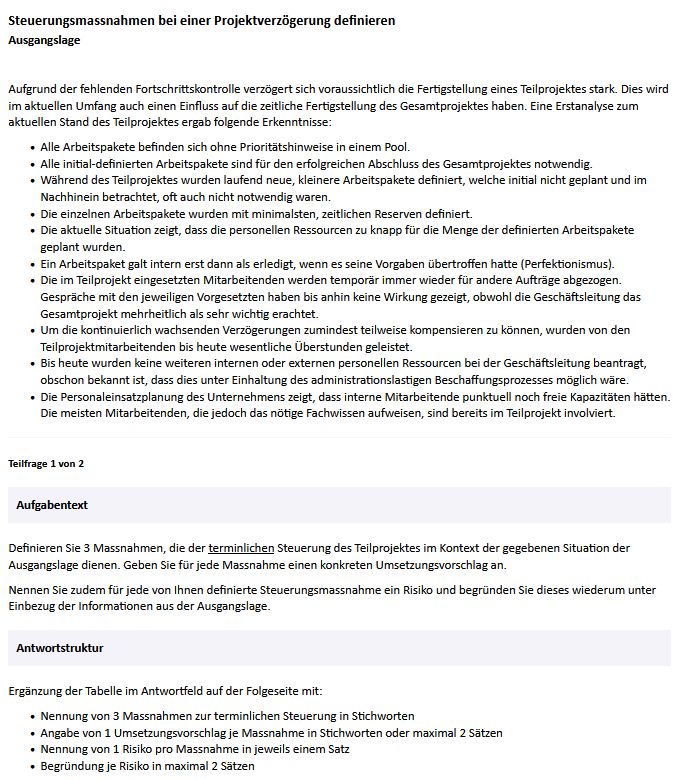 Steuerungsmassnahmen bei einer Projektverzögerung definieren
Ausgangslage
Aufgrund der fehlenden Fortschrittskontrolle verzögert sich voraussichtlich die Fertigstellung eines Teilprojektes stark. Dies wird
im aktuellen Umfang auch einen Einfluss auf die zeitliche Fertigstellung des Gesamtprojektes haben. Eine Erstanalyse zum
aktuellen Stand des Teilprojektes ergab folgende Erkenntnisse:
• Alle Arbeitspakete befinden sich ohne Prioritätshinweise in einem Pool.
• Alle initial-definierten Arbeitspakete sind für den erfolgreichen Abschluss des Gesamtprojektes notwendig.
• Während des Teilprojektes wurden laufend neue, kleinere Arbeitspakete definiert, welche initial nicht geplant und im
Nachhinein betrachtet, oft auch nicht notwendig waren.
• Die einzelnen Arbeitspakete wurden mit minimalsten, zeitlichen Reserven definiert.
• Die aktuelle Situation zeigt, dass die personellen Ressourcen zu knapp für die Menge der definierten Arbeitspakete
geplant wurden.
• Ein Arbeitspaket galt intern erst dann als erledigt, wenn es seine Vorgaben übertroffen hatte (Perfektionismus).
• Die im Teilprojekt eingesetzten Mitarbeitenden werden temporär immer wieder für andere Aufträge abgezogen.
Gespräche mit den jeweiligen Vorgesetzten haben bis anhin keine Wirkung gezeigt, obwohl die Geschäftsleitung das
Gesamtprojekt mehrheitlich als sehr wichtig erachtet.
• Um die kontinuierlich wachsenden Verzögerungen zumindest teilweise kompensieren zu können, wurden von den
Teilprojektmitarbeitenden bis heute wesentliche Überstunden geleistet.
• Bis heute wurden keine weiteren internen oder externen personellen Ressourcen bei der Geschäftsleitung beantragt,
obschon bekannt ist, dass dies unter Einhaltung des administrationslastigen Beschaffungsprozesses möglich wäre.
• Die Personaleinsatzplanung des Unternehmens zeigt, dass interne Mitarbeitende punktuell noch freie Kapazitäten hätten.
Die meisten Mitarbeitenden, die jedoch das nötige Fachwissen aufweisen, sind bereits im Teilprojekt involviert.
Teilfrage 1 von 2
Aufgabentext
Definieren Sie 3 Massnahmen, die der terminlichen Steuerung des Teilprojektes im Kontext der gegebenen Situation der
Ausgangslage dienen. Geben Sie für jede Massnahme einen konkreten Umsetzungsvorschlag an.
Nennen Sie zudem für jede von Ihnen definierte Steuerungsmassnahme ein Risiko und begründen Sie dieses wiederum unter
Einbezug der Informationen aus der Ausgangslage.
Antwortstruktur
Ergänzung der Tabelle im Antwortfeld auf der Folgeseite mit:
• Nennung von 3 Massnahmen zur terminlichen Steuerung in Stichworten
• Angabe von 1 Umsetzungsvorschlag je Massnahme in Stichworten oder maximal 2 Sätzen
• Nennung von 1 Risiko pro Massnahme in jeweils einem Satz
• Begründung je Risiko in maximal 2 Sätzen